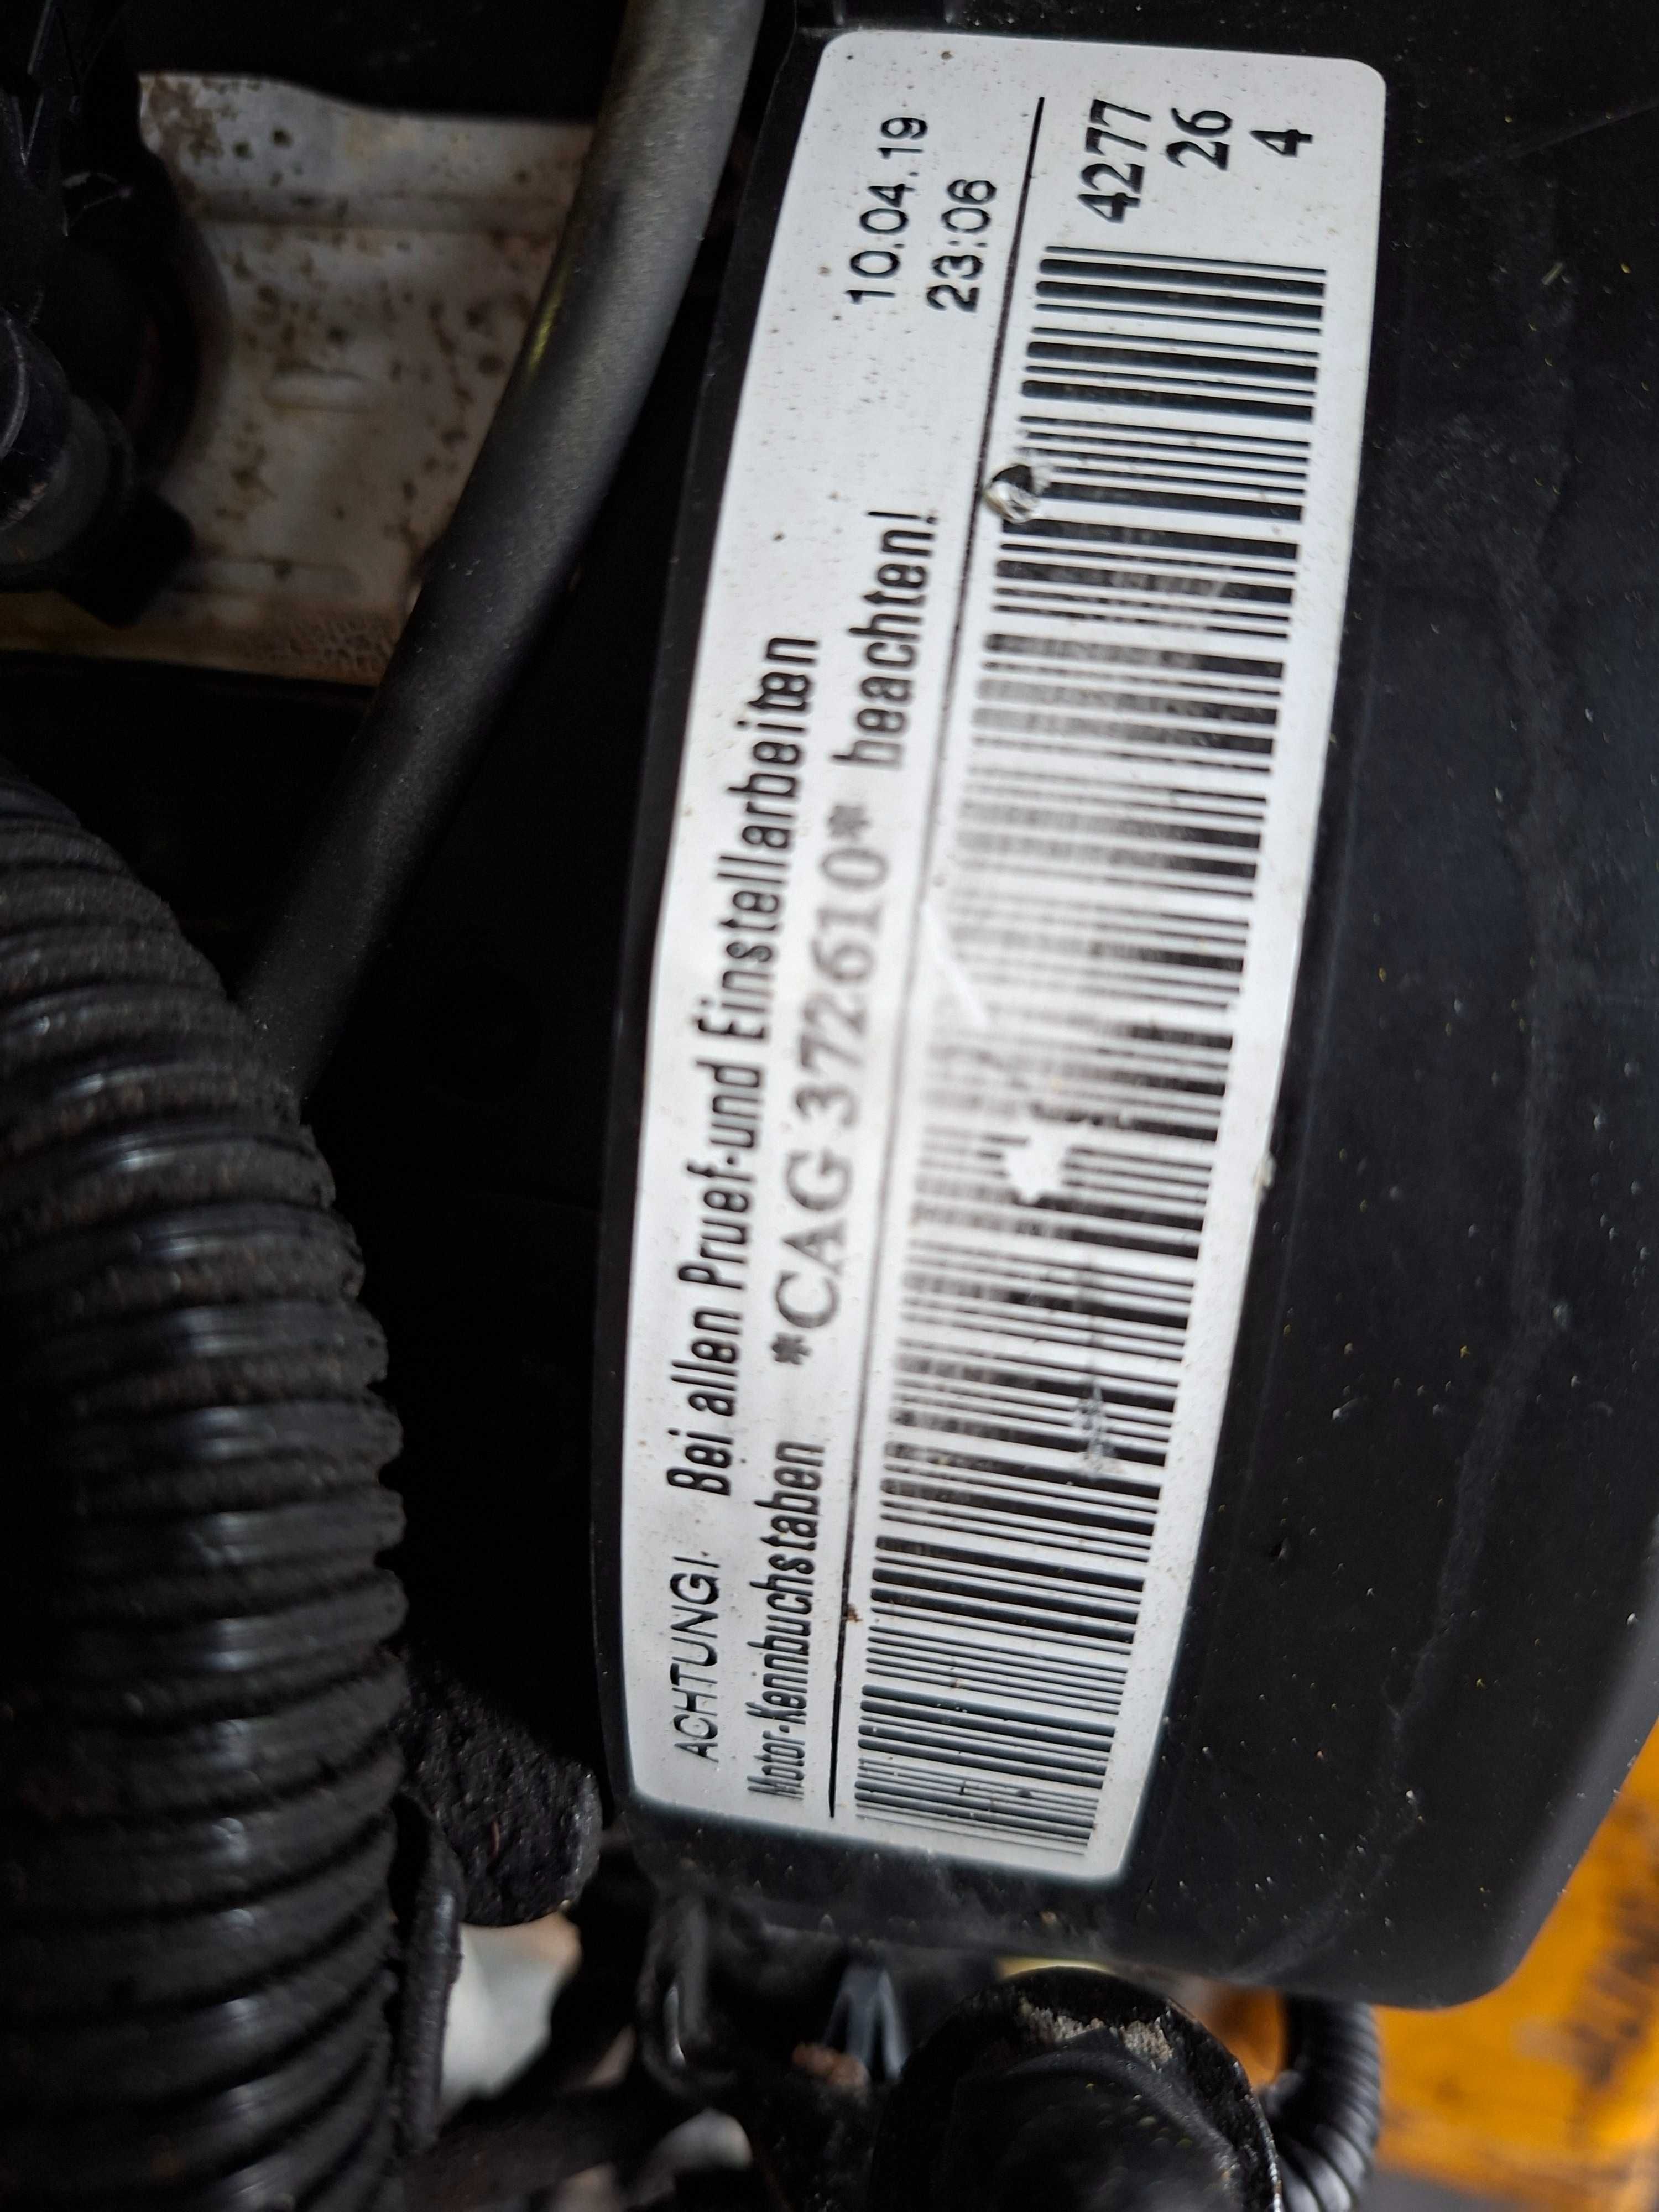 10.04.19
23:06
ACHTUNG! Bei allen Pruef-und Einstellarbeiten
Motor-Kennbuchstaben *CAG 372610* beachten!
4277
26
4